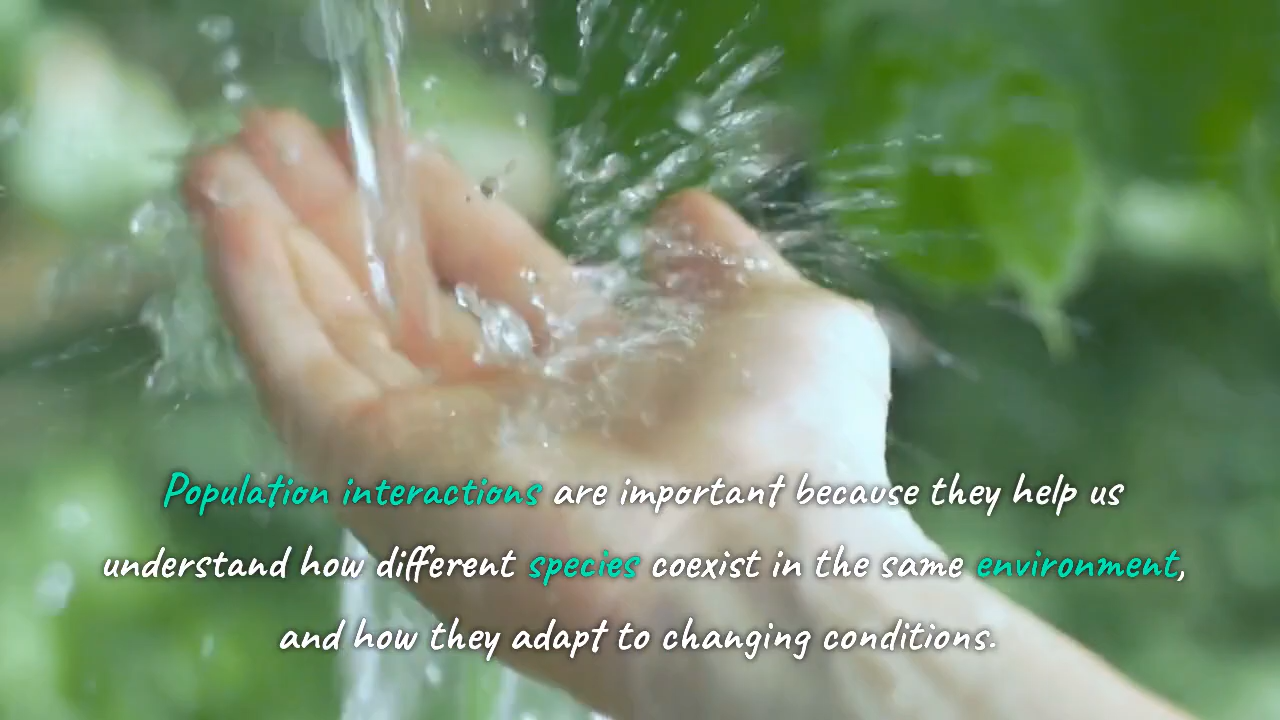 Population interactions are important because they help us
understand how different species coexist in the same environment,
and how they adapt to changing conditions.